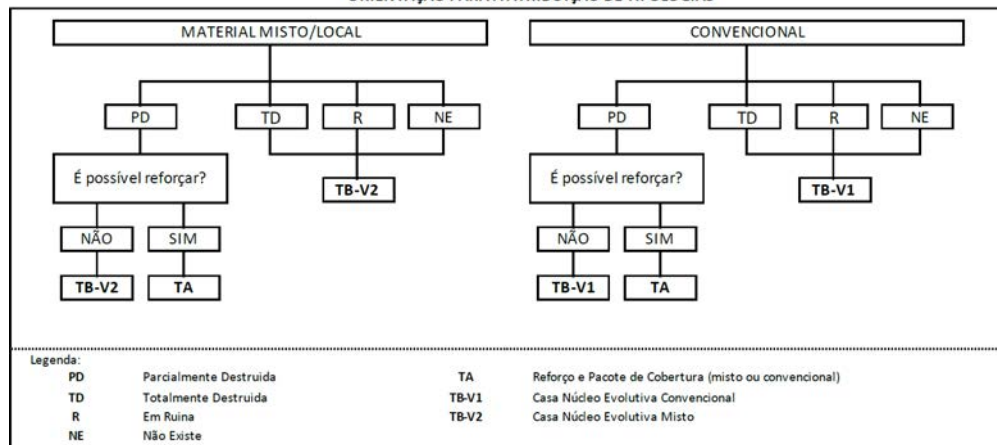 MATERIAL MISTO/LOCAL
CONVENCIONAL
PD TD R NE
PD TD R NE
É possível reforçar?
TB-V2
É possível reforçar?
TB-V1
NÃO SIM
NÃO SIM
TB-V2 TA
TB-V1 TA
Legenda:
PD Parcialmente Destruida
TA Reforço e Pacote de Cobertura (misto ou convencional)
TD Totalmente Destruida
TB-V1 Casa Núcleo Evolutiva Convencional
R Em Ruina
TB-V2 Casa Núcleo Evolutiva Misto
NE Não Existe